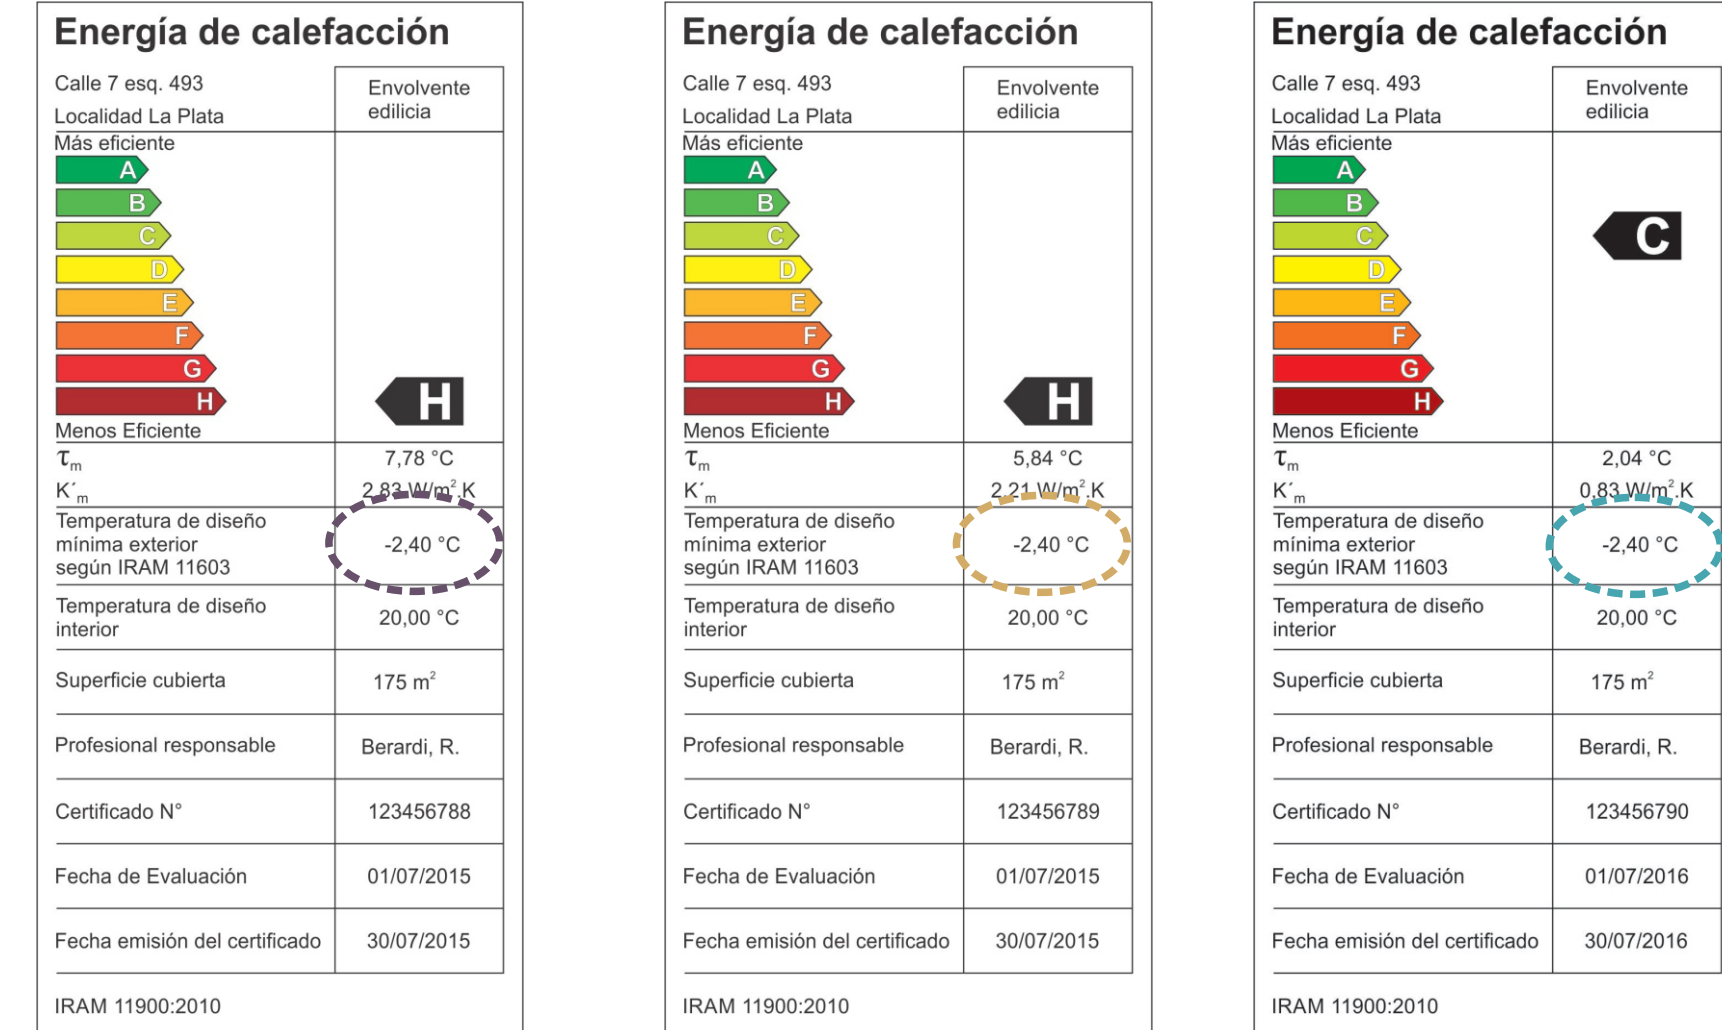 Energía de calefacción
Calle 7 esq. 493
Localidad La Plata
Envolvente
edilicia
Más eficiente
A
B
C
D
E
F
G
H
H
Menos Eficiente
τm 7,78 °C
K´m 2,83 W/m².K
Temperatura de diseño
mínima exterior
según IRAM 11603
-2,40 °C
Temperatura de diseño
interior
20,00 °C
Superficie cubierta 175 m²
Profesional responsable Berardi, R.
Certificado N° 123456788
Fecha de Evaluación 01/07/2015
Fecha emisión del certificado 30/07/2015
IRAM 11900:2010
Energía de calefacción
Calle 7 esq. 493
Localidad La Plata
Envolvente
edilicia
Más eficiente
A
B
C
D
E
F
G
H
H
Menos Eficiente
τm 5,84 °C
K´m 2,21 W/m².K
Temperatura de diseño
mínima exterior
según IRAM 11603
-2,40 °C
Temperatura de diseño
interior
20,00 °C
Superficie cubierta 175 m²
Profesional responsable Berardi, R.
Certificado N° 123456789
Fecha de Evaluación 01/07/2015
Fecha emisión del certificado 30/07/2015
IRAM 11900:2010
Energía de calefacción
Calle 7 esq. 493
Localidad La Plata
Envolvente
edilicia
Más eficiente
A
B
C
C
D
E
F
G
H
Menos Eficiente
τm 2,04 °C
K´m 0,83 W/m².K
Temperatura de diseño
mínima exterior
según IRAM 11603
-2,40 °C
Temperatura de diseño
interior
20,00 °C
Superficie cubierta 175 m²
Profesional responsable Berardi, R.
Certificado N° 123456790
Fecha de Evaluación 01/07/2016
Fecha emisión del certificado 30/07/2016
IRAM 11900:2010